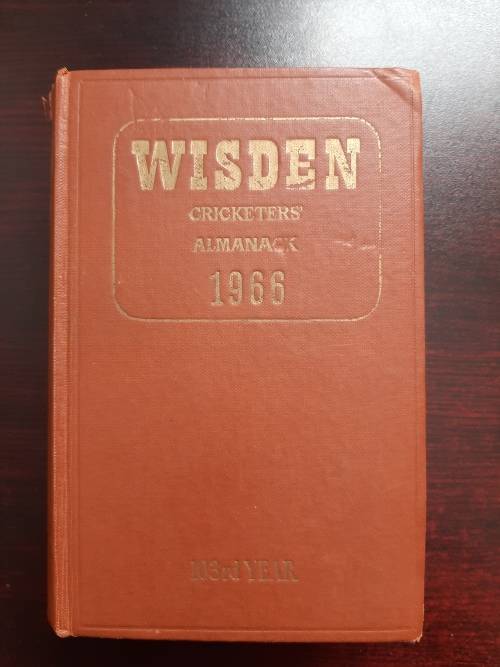 WISDEN
CRICKETERS'
ALMANACK
1966
103rd YEAR